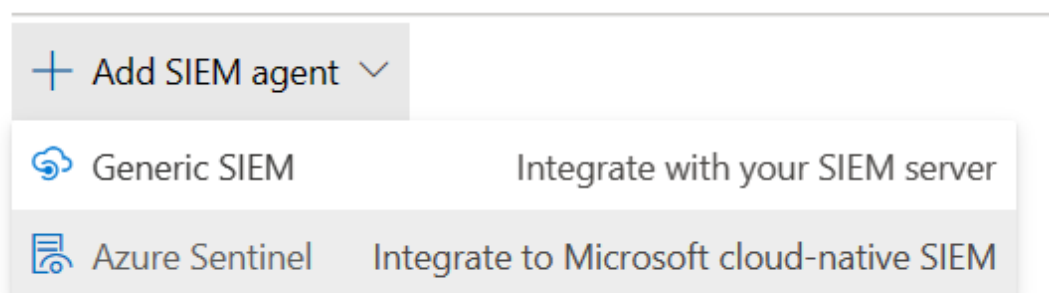 Add SIEM agent
Generic SIEM Integrate with your SIEM server
Azure Sentinel Integrate to Microsoft cloud-native SIEM